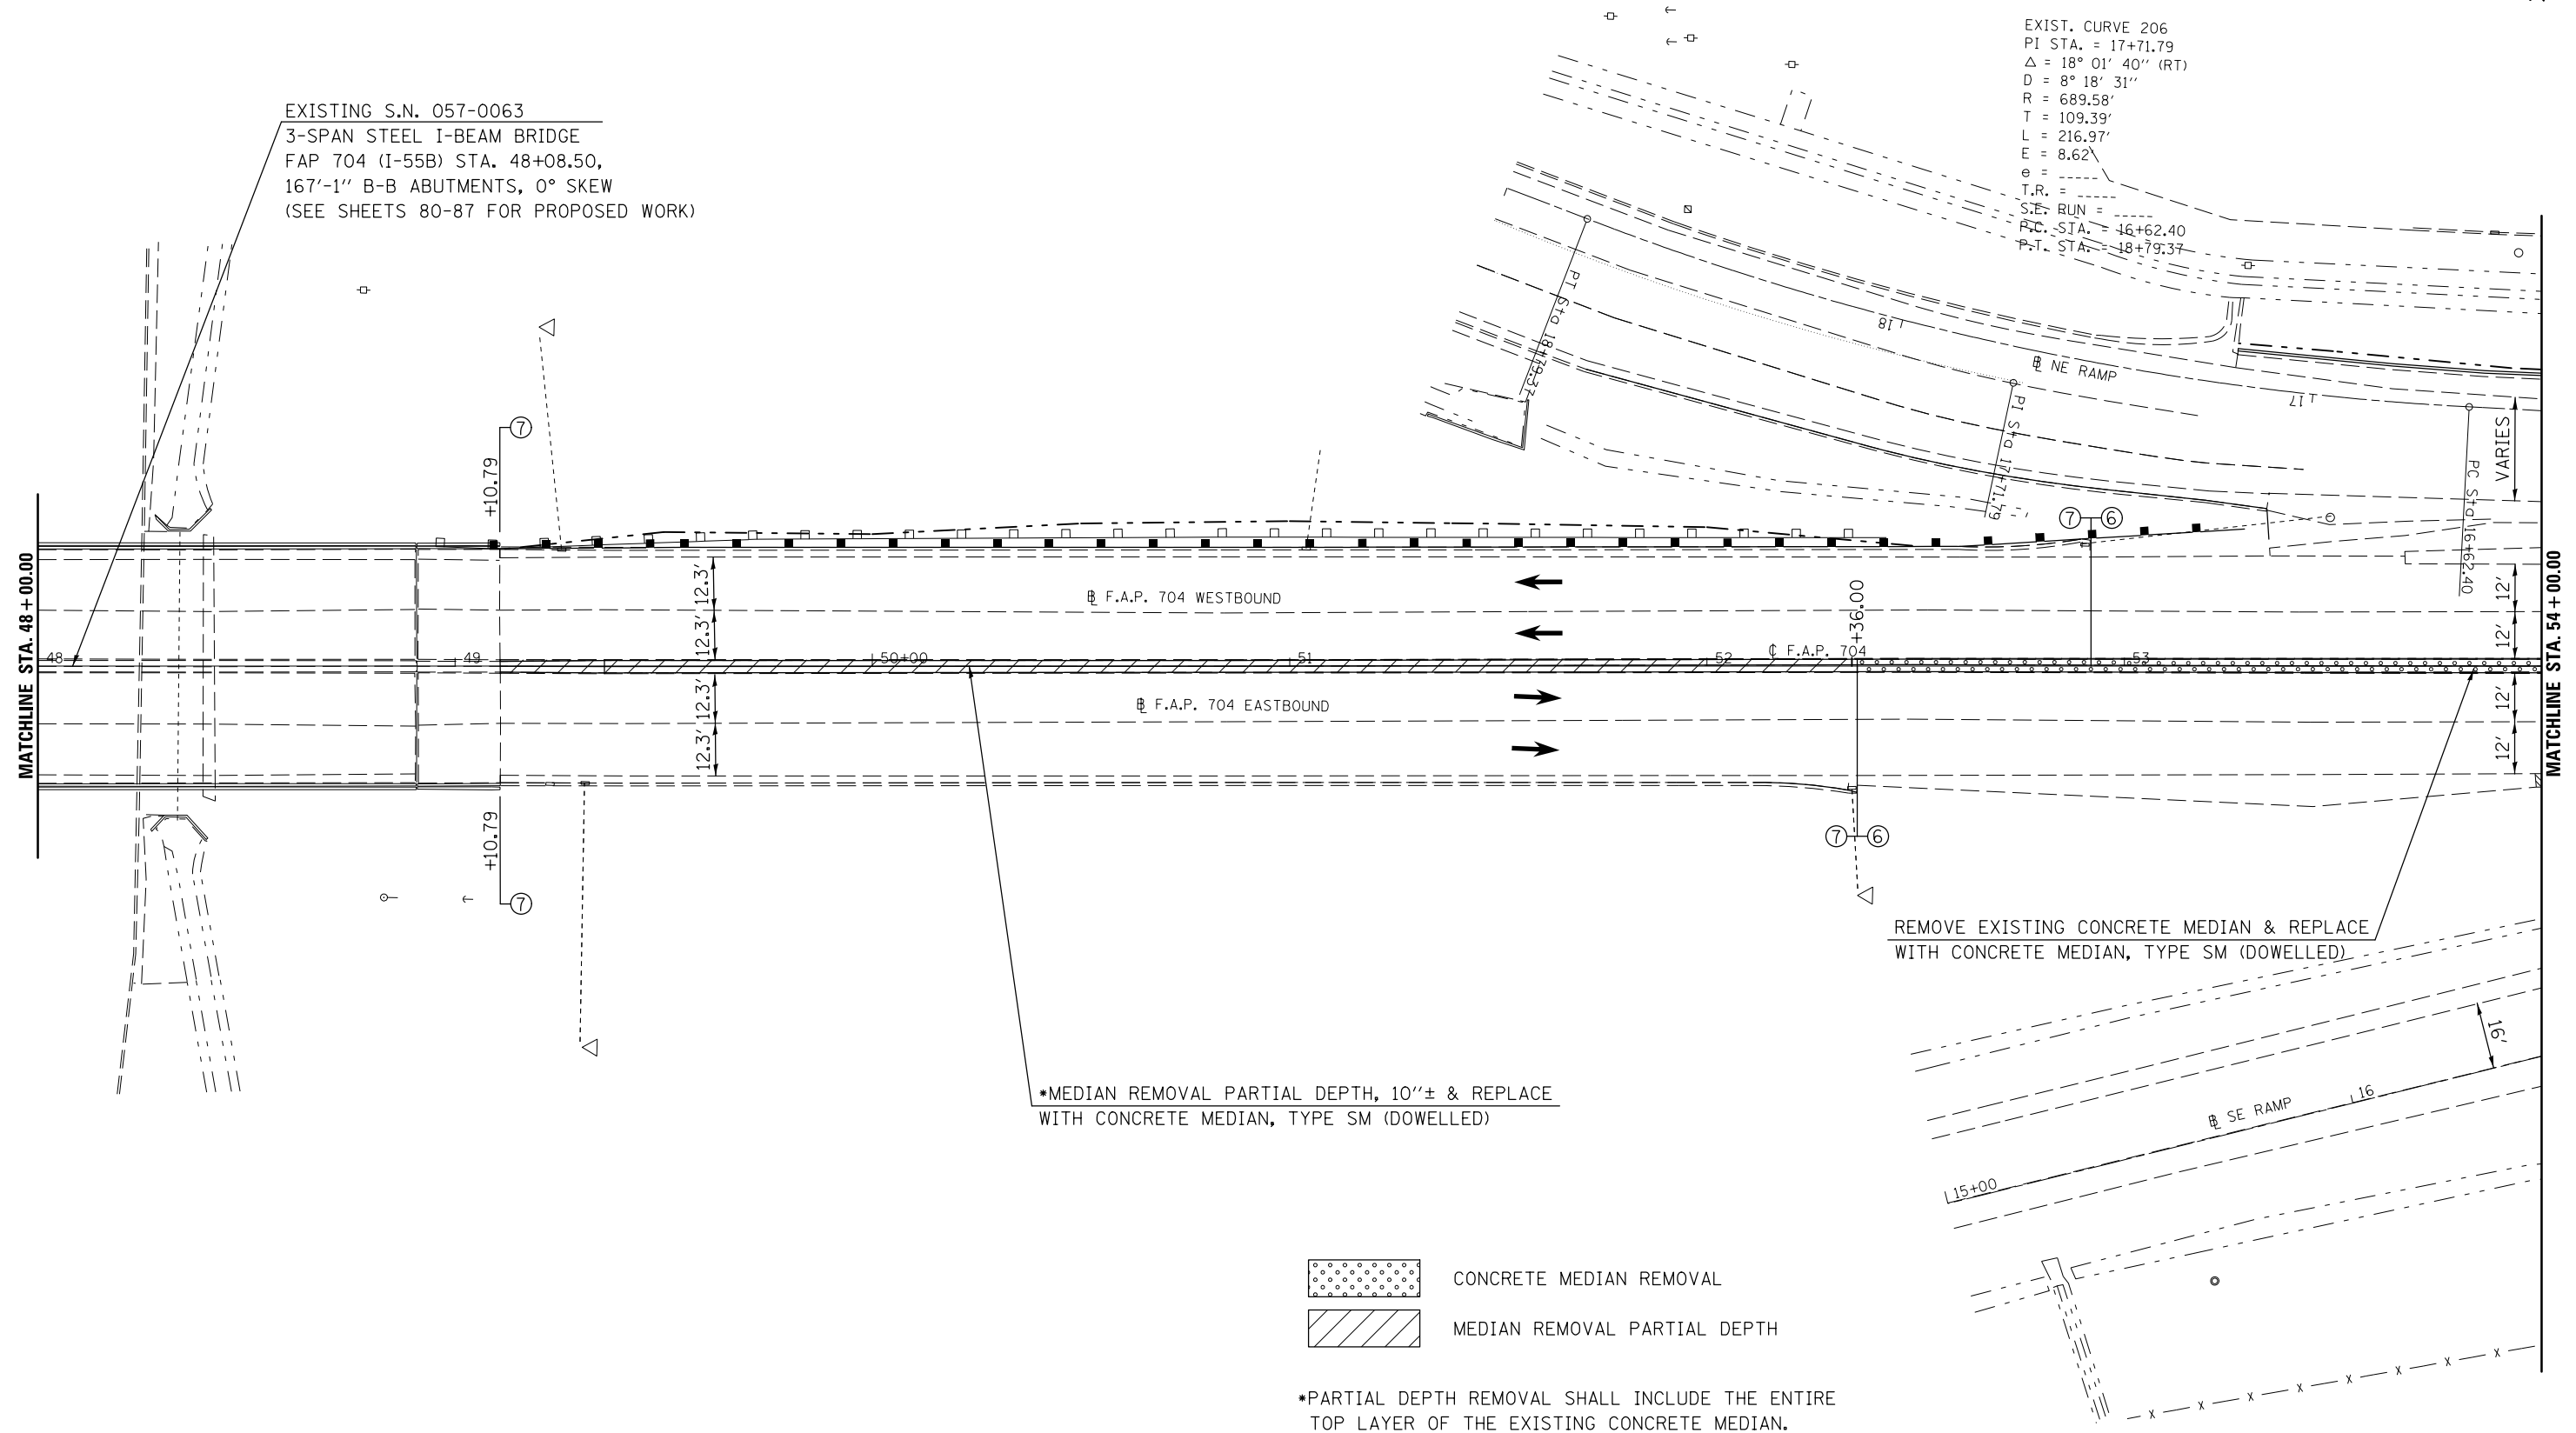 EXIST. CURVE 206
PI STA. = 17+71.79
△ = 18° 01' 40'' (RT)
D = 8° 18' 31''
R = 689.58'
T = 109.39'
L = 216.97'
E = 8.62'
e = _____
T.R. = _____
S.E. RUN = _____
P.C. STA. = 16+62.40
P.T. STA. = 18+79.37
EXISTING S.N. 057-0063
3-SPAN STEEL I-BEAM BRIDGE
FAP 704 (I-55B) STA. 48+08.50,
167'-1'' B-B ABUTMENTS, 0° SKEW
(SEE SHEETS 80-87 FOR PROPOSED WORK)
PT Sta 18+79.37
18
℄ NE RAMP
17
PI Sta 17+71.79
PC Sta 16+62.40
VARIES
7
+10.79
7 6
MATCHLINE STA. 48+00.00
MATCHLINE STA. 54+00.00
12.3'
12.3'
12.3'
12.3'
12'
12'
12'
12'
℄ F.A.P. 704 WESTBOUND
+36.00
℄ F.A.P. 704
48
49
50+00
51
52
53
℄ F.A.P. 704 EASTBOUND
+10.79
7
7 6
REMOVE EXISTING CONCRETE MEDIAN & REPLACE
WITH CONCRETE MEDIAN, TYPE SM (DOWELLED)
*MEDIAN REMOVAL PARTIAL DEPTH, 10''± & REPLACE
WITH CONCRETE MEDIAN, TYPE SM (DOWELLED)
16'
℄ SE RAMP
16
15+00
CONCRETE MEDIAN REMOVAL
MEDIAN REMOVAL PARTIAL DEPTH
X X X X X X X X
*PARTIAL DEPTH REMOVAL SHALL INCLUDE THE ENTIRE
TOP LAYER OF THE EXISTING CONCRETE MEDIAN.